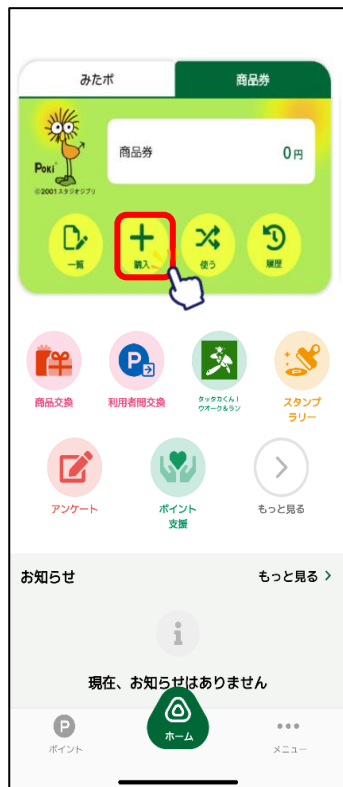 みたポ
商品券
商品券
0円
Poki
©2001スタジオジブリ
一覧
購入
使う
履歴
商品交換
P
利用者間交換
タッタカくん！
ウオーク&ラン
スタンプ
ラリー
アンケート
ポイント
支援
もっと見る
お知らせ
もっと見る
i
現在、お知らせはありません
P
ポイント
ホーム
メニュー